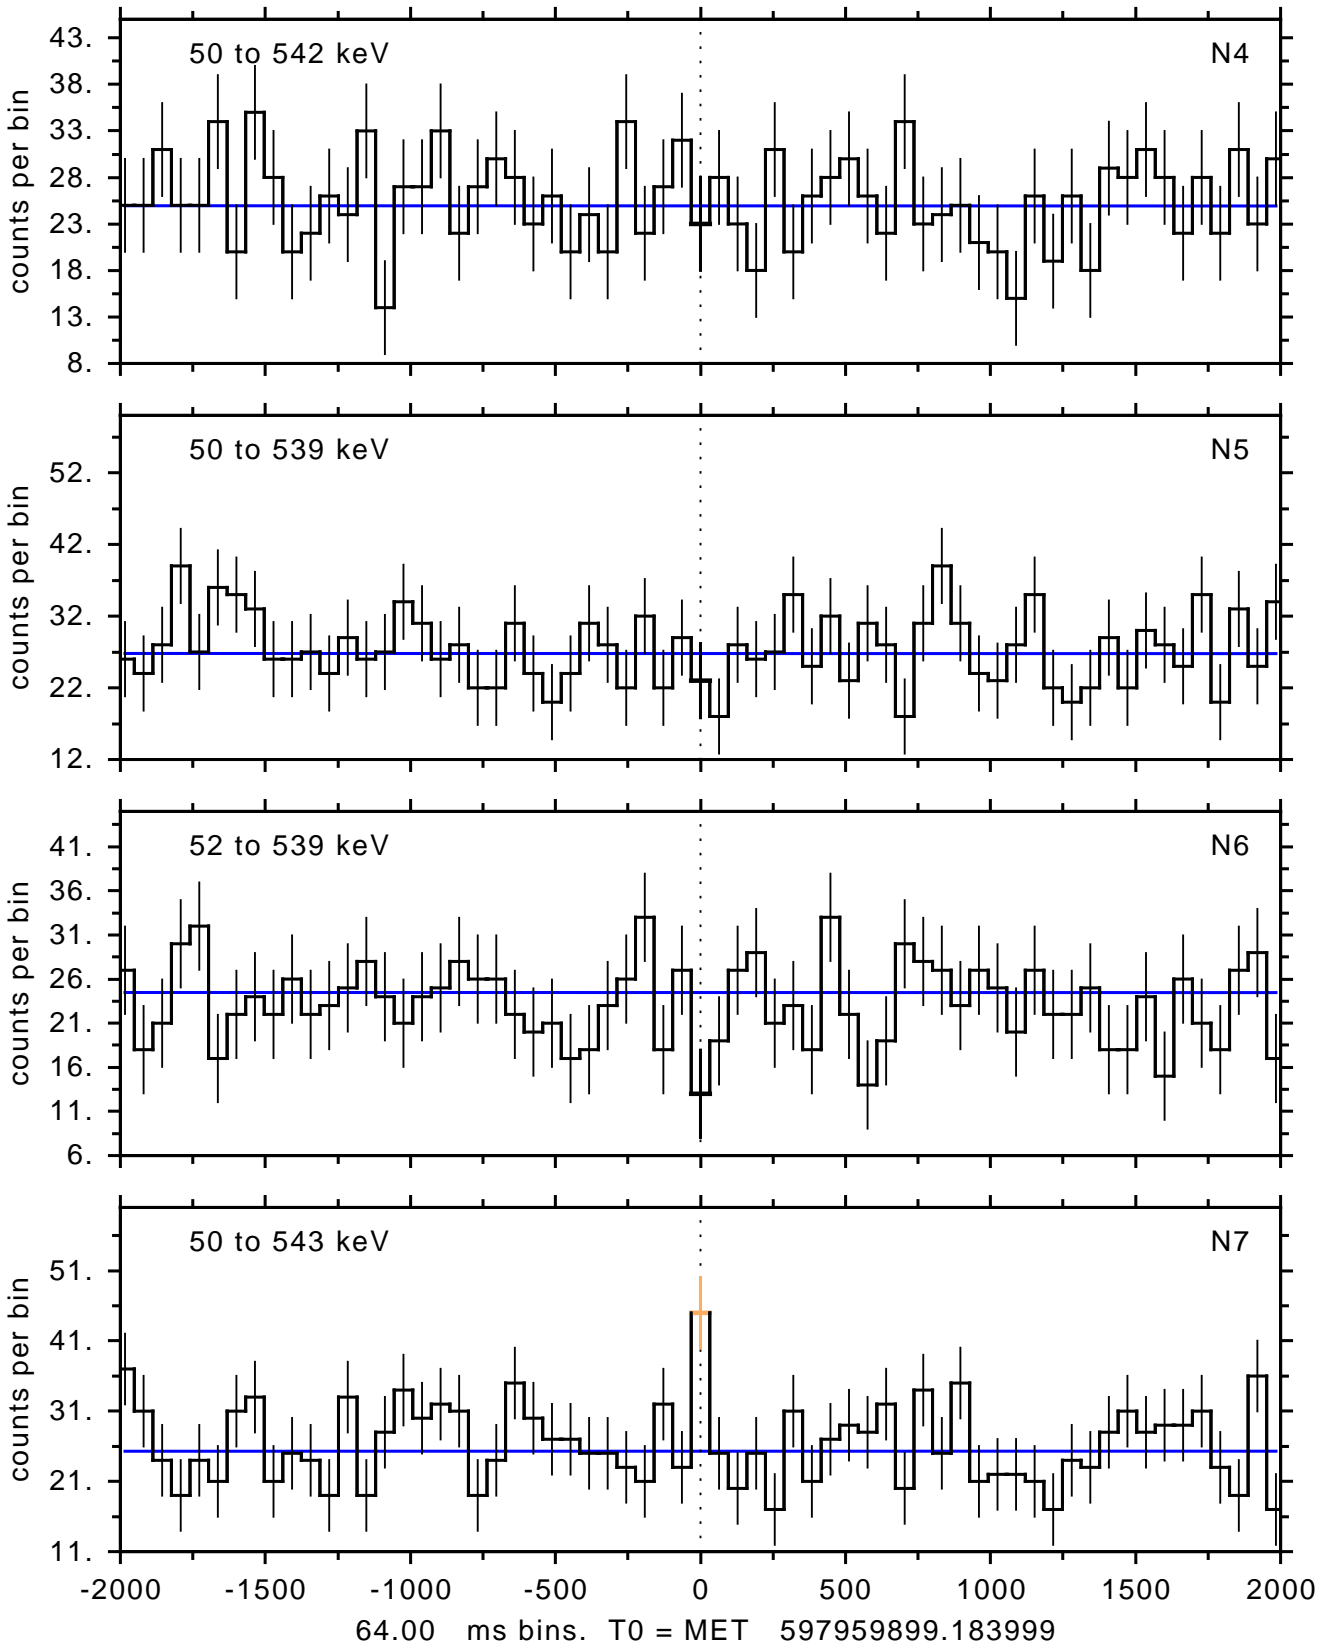 50 to 542 keV N4
counts per bin
43.
38.
33.
28.
23.
18.
13.
8.
50 to 539 keV N5
counts per bin
52.
42.
32.
22.
12.
52 to 539 keV N6
counts per bin
41.
36.
31.
26.
21.
16.
11.
6.
50 to 543 keV N7
counts per bin
51.
41.
31.
21.
11.
-2000 -1500 -1000 -500 0 500 1000 1500 2000
64.00 ms bins. T0 = MET 597959899.183999